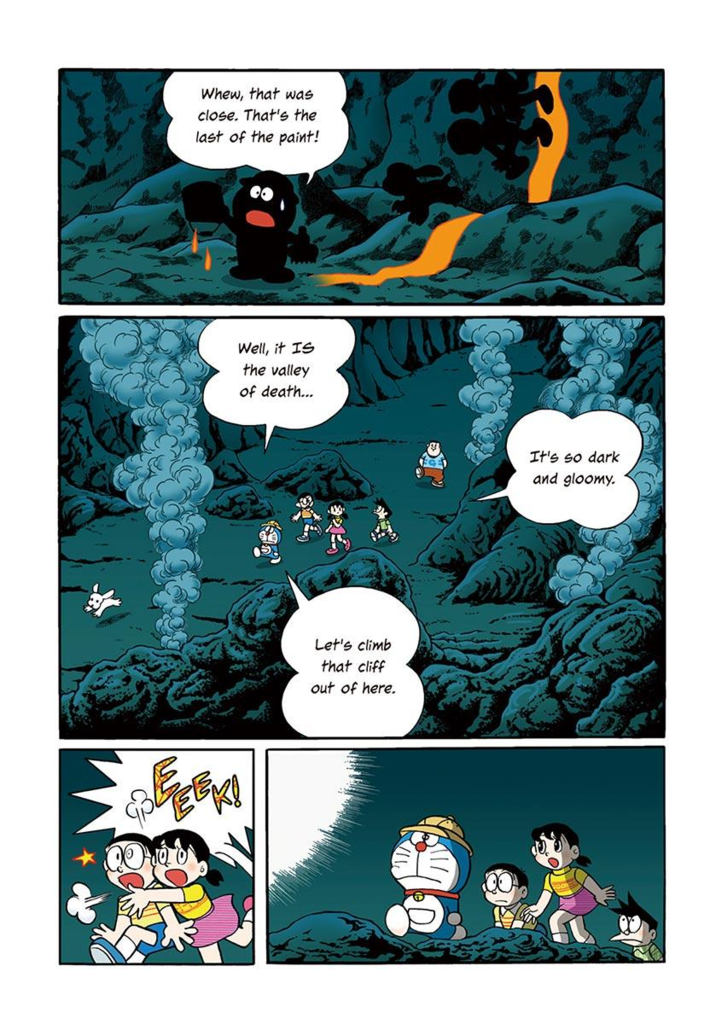 Whew, that was
close. That's the
last of the paint!
Well, it IS
the valley
of death...
It's so dark
and gloomy.
Let's climb
that cliff
out of here.
EEEK!